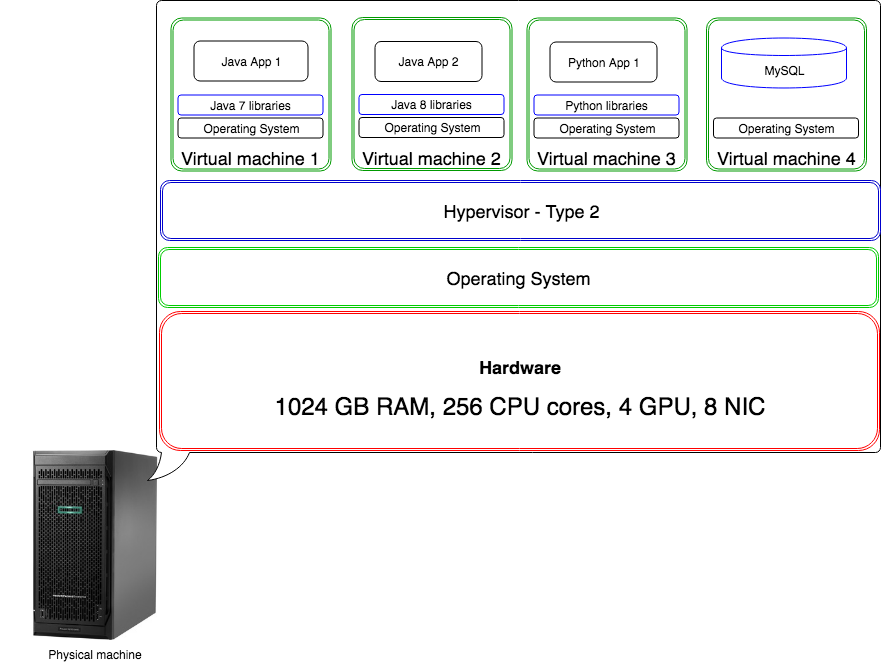 Java App 1
Java 7 libraries
Operating System
Virtual machine 1
Java App 2
Java 8 libraries
Operating System
Virtual machine 2
Python App 1
Python libraries
Operating System
Virtual machine 3
MySQL
Operating System
Virtual machine 4
Hypervisor - Type 2
Operating System
Hardware
1024 GB RAM, 256 CPU cores, 4 GPU, 8 NIC
Physical machine